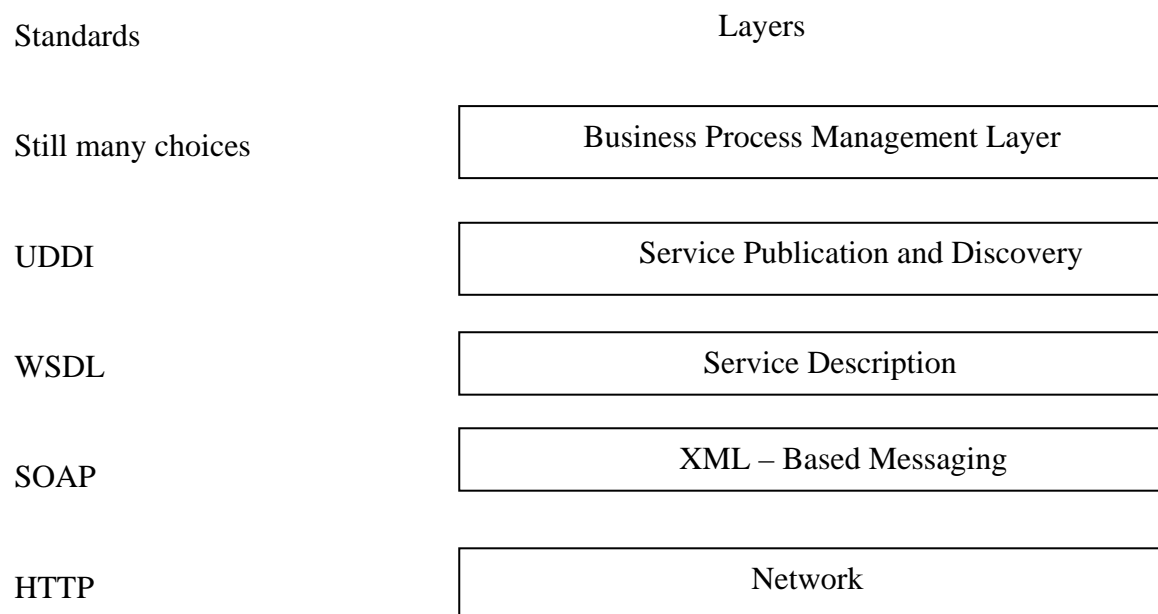 Standards
Layers
Still many choices
Business Process Management Layer
UDDI
Service Publication and Discovery
WSDL
Service Description
SOAP
XML – Based Messaging
HTTP
Network